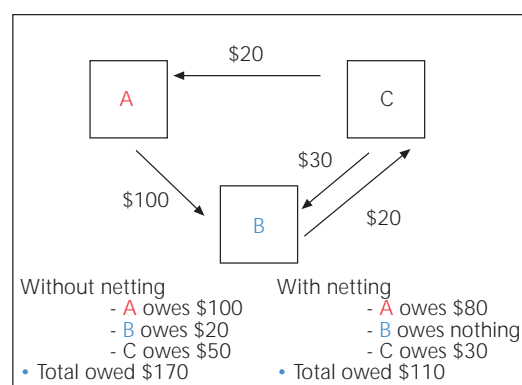 $20
A
C
$30
$100
$20
B
Without netting
- A owes $100
- B owes $20
- C owes $50
• Total owed $170
With netting
- A owes $80
- B owes nothing
- C owes $30
• Total owed $110